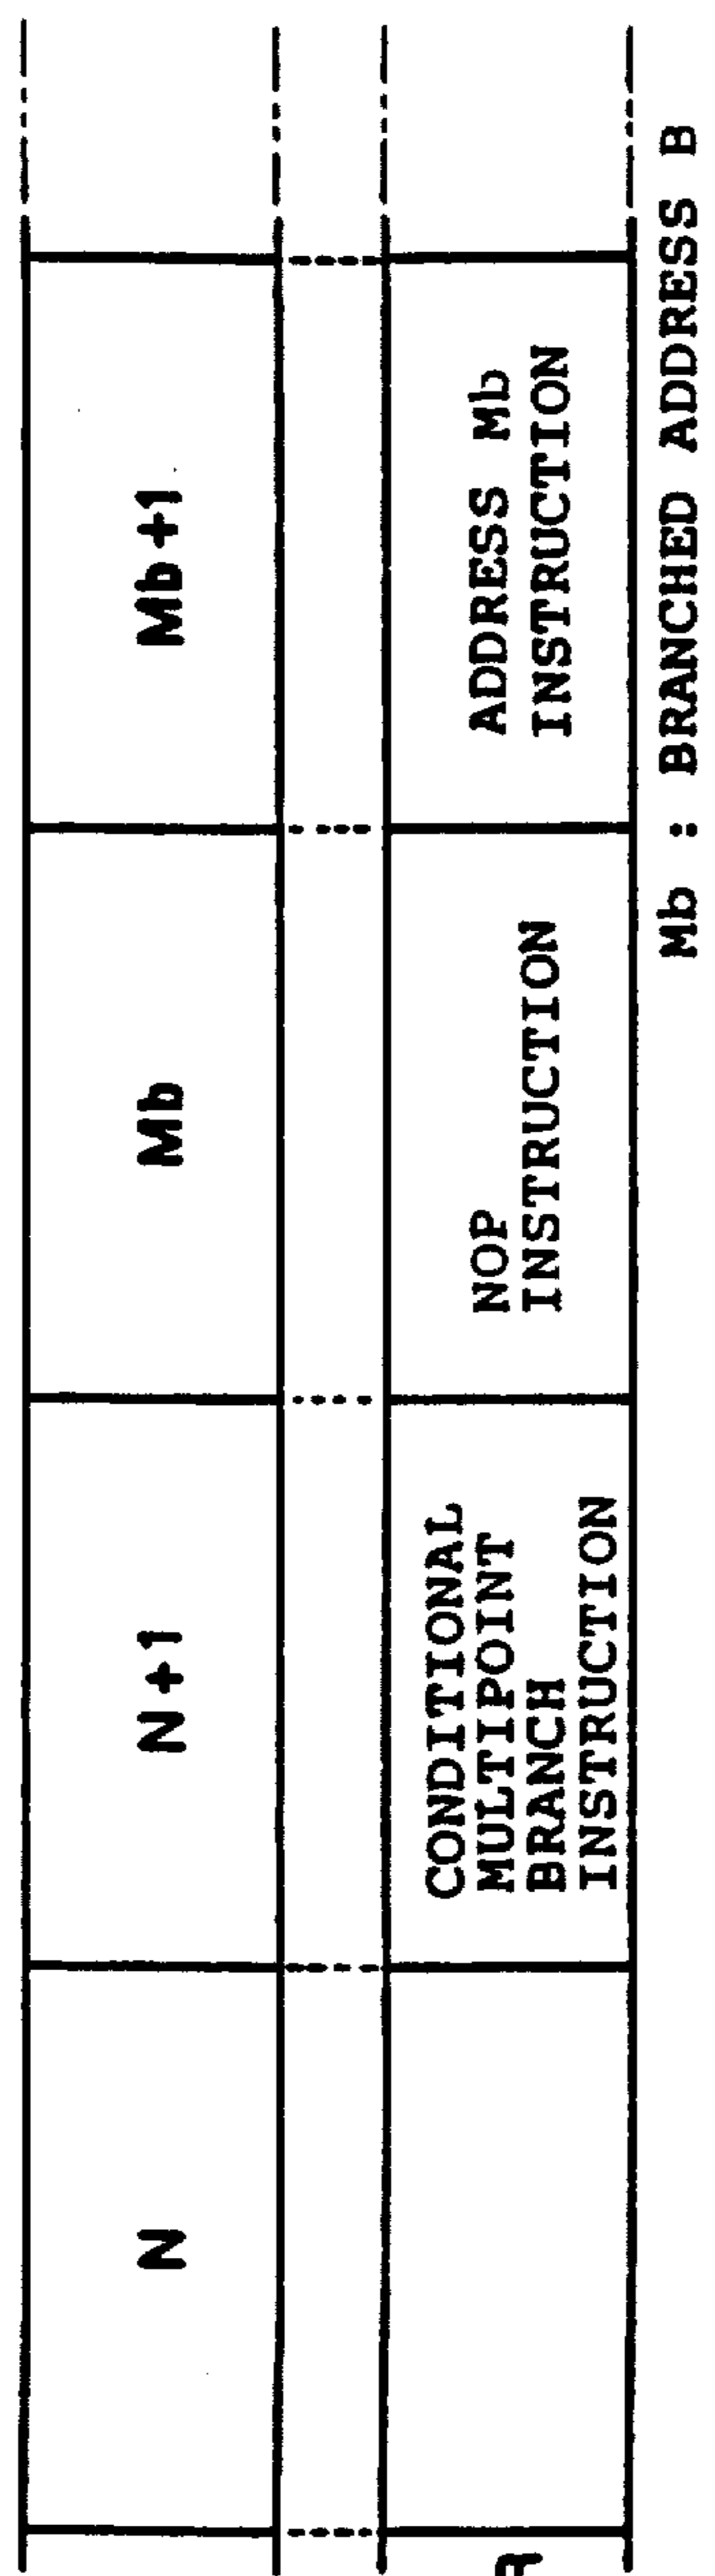 N
N+1
Mb
Mb+1
CONDITIONAL
MULTIPOINT
BRANCH
INSTRUCTION
NOP
INSTRUCTION
ADDRESS Mb
INSTRUCTION
Mb : BRANCHED ADDRESS B